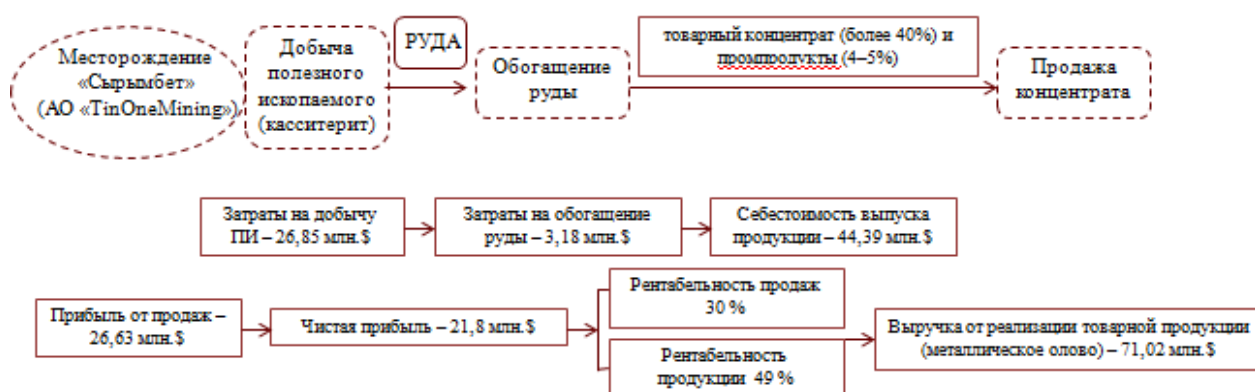 Месторождение
«Сырымбет»
(АО «TinOneMining»)
Добыча
полезного
ископаемого
(касситерит)
РУДА
Обогащение
руды
товарный концентрат (более 40%) и
промпродукты (4–5%)
Продажа
концентрата
Затраты на добычу
ПИ – 26,85 млн.$
Затраты на обогащение
руды – 3,18 млн.$
Себестоимость выпуска
продукции – 44,39 млн.$
Прибыль от продаж –
26,63 млн.$
Чистая прибыль – 21,8 млн.$
Рентабельность продаж
30 %
Рентабельность
продукции 49 %
Выручка от реализации товарной продукции
(металлическое олово) – 71,02 млн.$